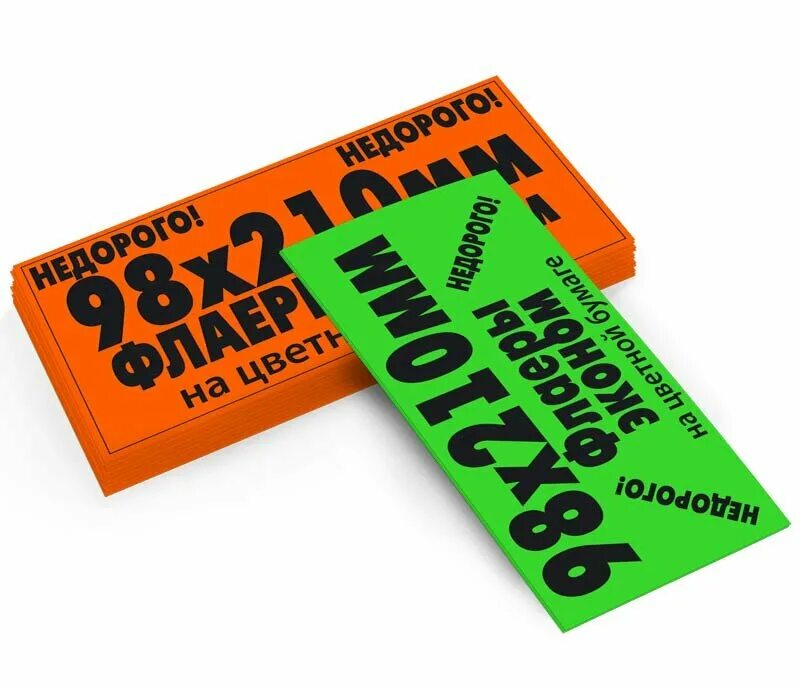 НЕДОРОГО!
НЕДОРОГО!
98х210мм
ФЛАЕР
на цветн
НЕДОРОГО!
98х210мм
Флаеры
эконом
на цветной бумаге
НЕДОРОГО!